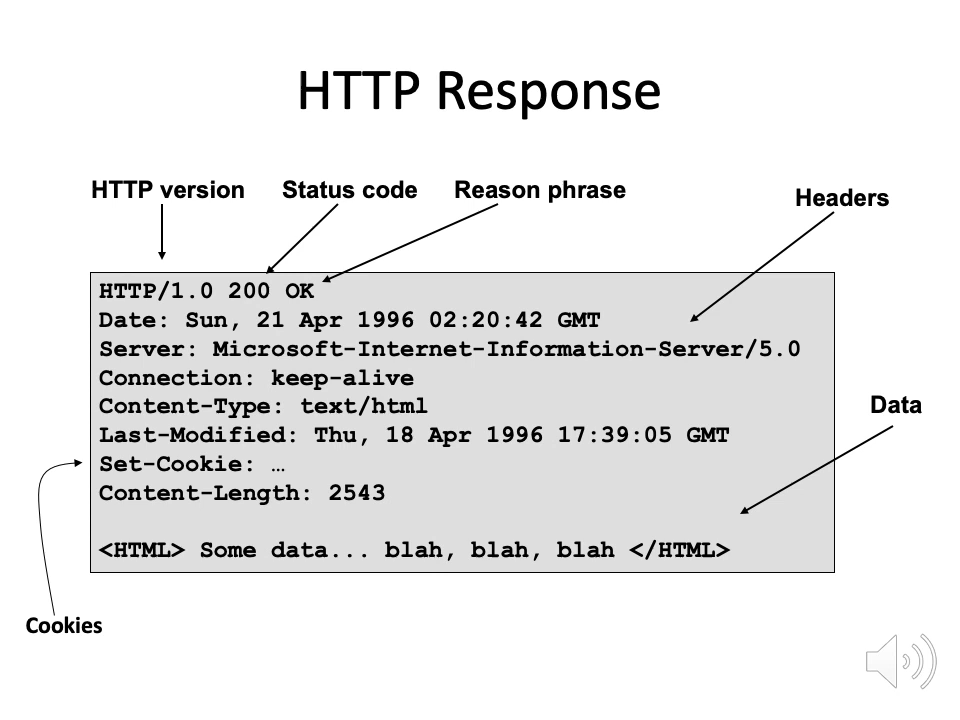 HTTP Response
HTTP version Status code Reason phrase Headers
HTTP/1.0 200 OK
Date: Sun, 21 Apr 1996 02:20:42 GMT
Server: Microsoft-Internet-Information-Server/5.0
Connection: keep-alive
Content-Type: text/html
Last-Modified: Thu, 18 Apr 1996 17:39:05 GMT
Set-Cookie: …
Content-Length: 2543
<HTML> Some data... blah, blah, blah </HTML>
Data
Cookies